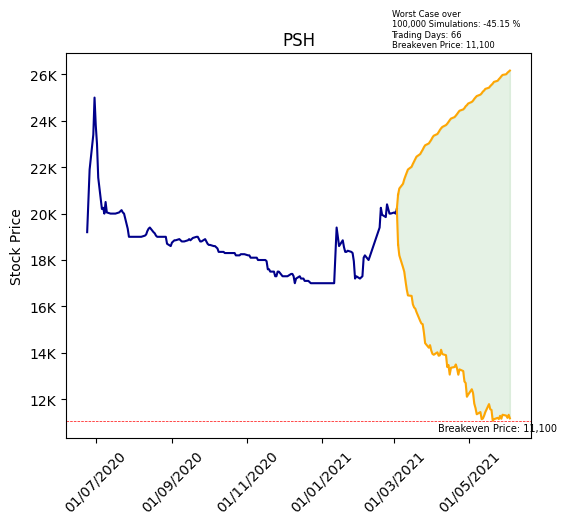 Worst Case over
100,000 Simulations: -45.15 %
Trading Days: 66
Breakeven Price: 11,100
PSH
Stock Price
26K
24K
22K
20K
18K
16K
14K
12K
Breakeven Price: 11,100
01/07/2020
01/09/2020
01/11/2020
01/01/2021
01/03/2021
01/05/2021